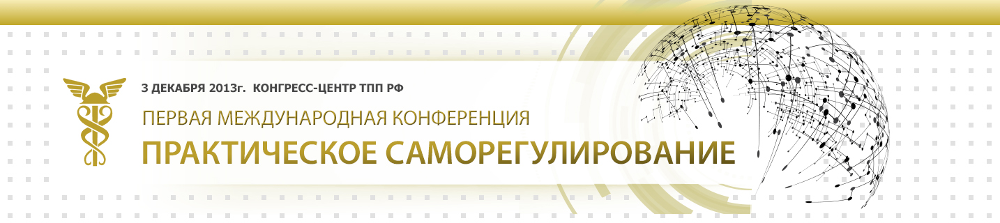 3 ДЕКАБРЯ 2013г. КОНГРЕСС-ЦЕНТР ТПП РФ
ПЕРВАЯ МЕЖДУНАРОДНАЯ КОНФЕРЕНЦИЯ
ПРАКТИЧЕСКОЕ САМОРЕГУЛИРОВАНИЕ